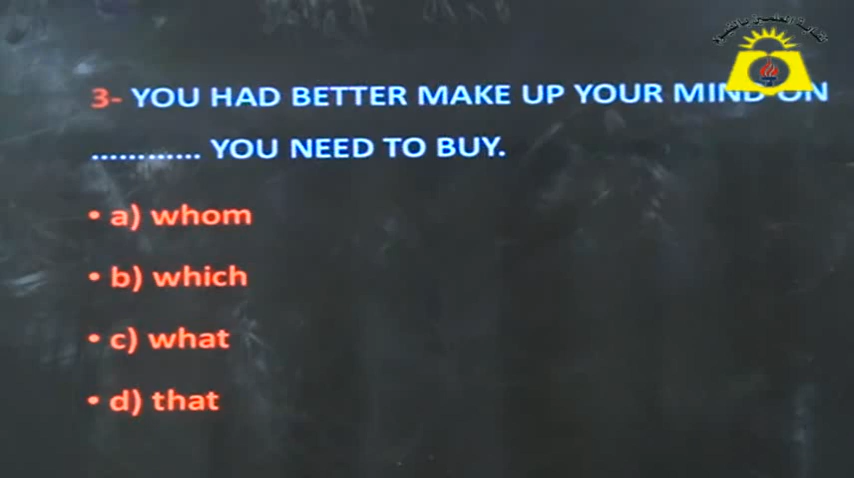 3- YOU HAD BETTER MAKE UP YOUR MIND ON
............ YOU NEED TO BUY.
• a) whom
• b) which
• c) what
• d) that